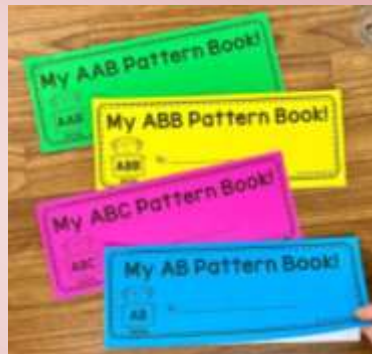 My AAB Pattern Book!
AAB
My ABB Pattern Book!
ABB
My ABC Pattern Book!
ABC
My AB Pattern Book!
AB